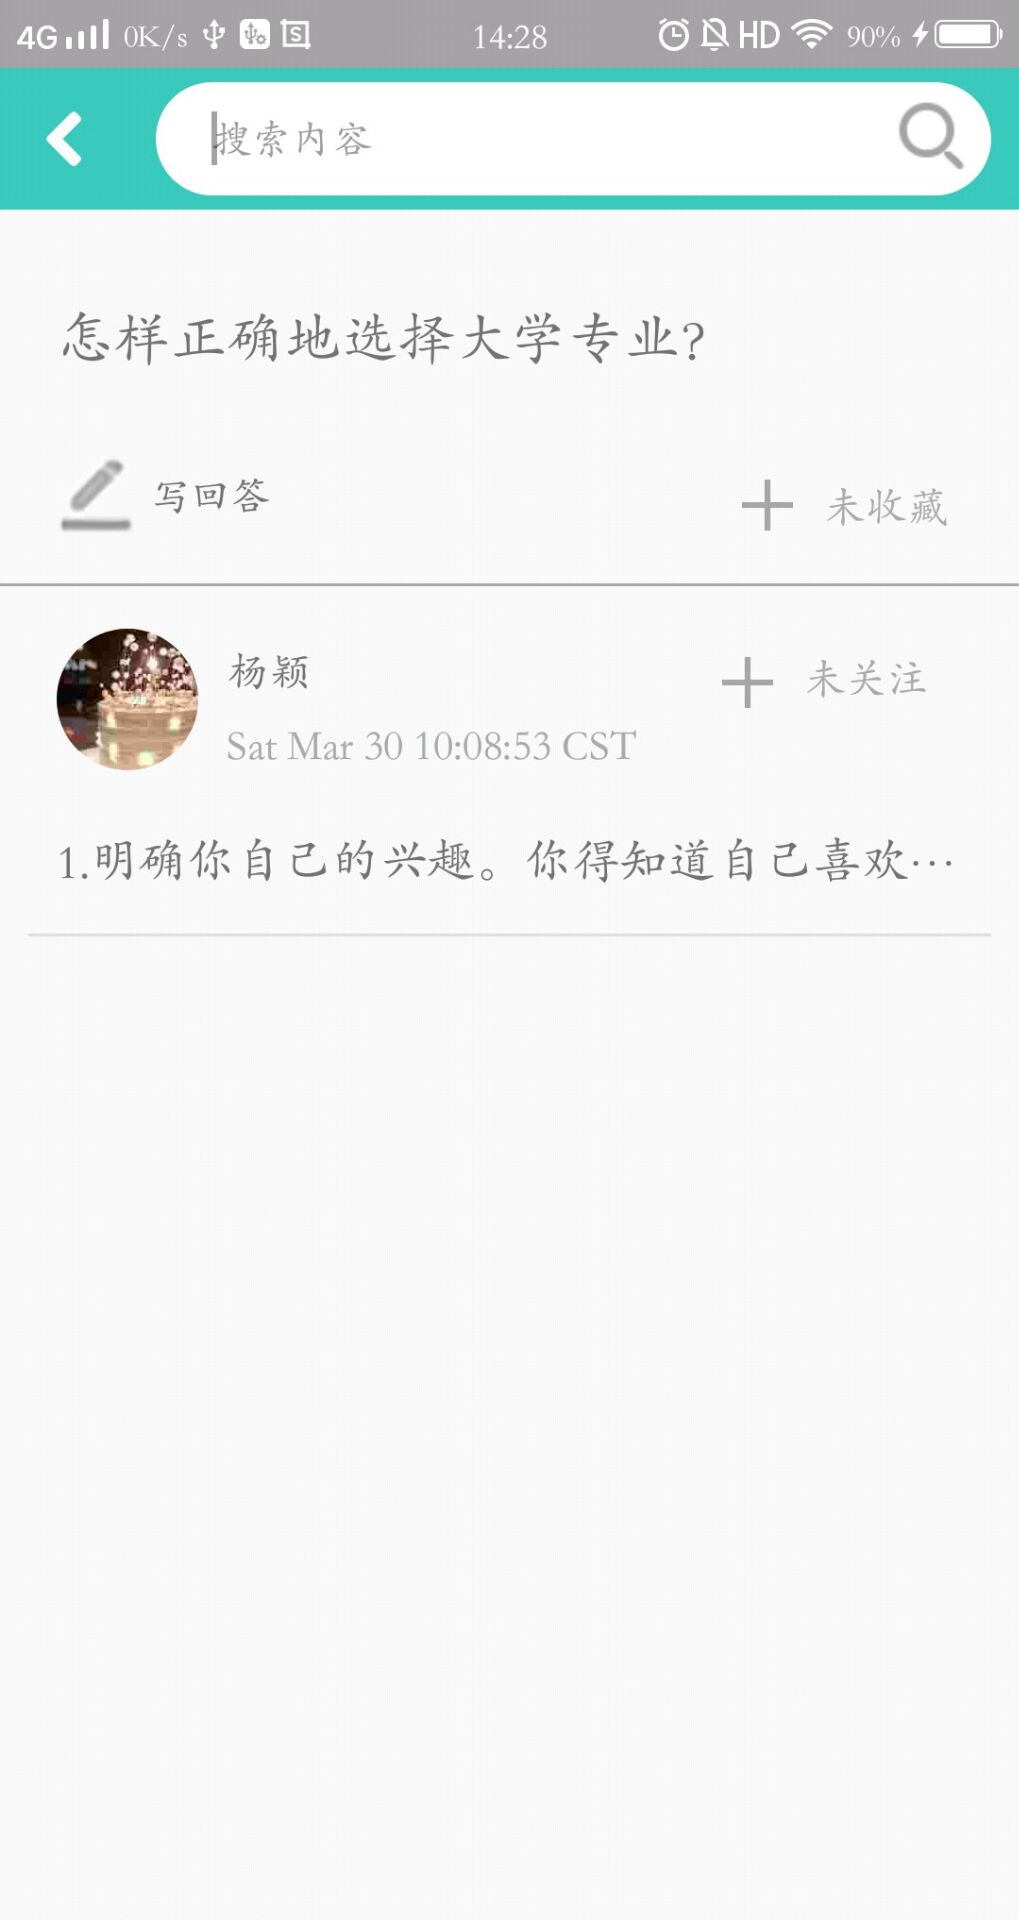 4G 0K/s 14:28 HD 90%
搜索内容
怎样正确地选择大学专业?
写回答
未收藏
杨颖
未关注
Sat Mar 30 10:08:53 CST
1.明确你自己的兴趣。你得知道自己喜欢…